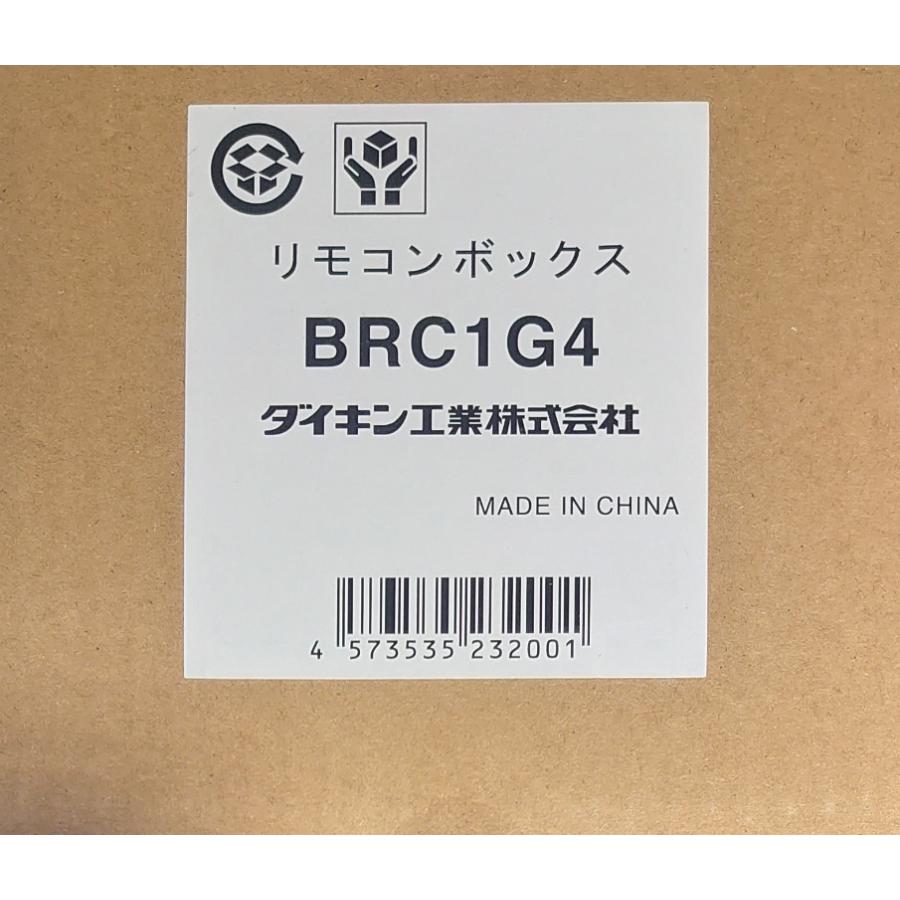 リモコンボックス
BRC1G4
ダイキン工業株式会社
MADE IN CHINA
4 573535 232001